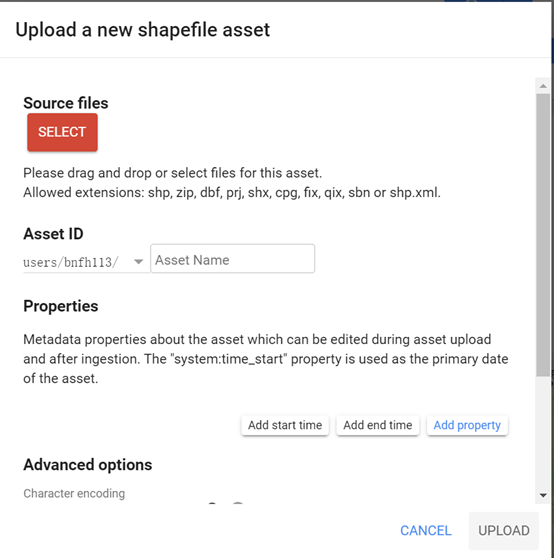 Upload a new shapefile asset
Source files
SELECT
Please drag and drop or select files for this asset.
Allowed extensions: shp, zip, dbf, prj, shx, cpg, fix, qix, sbn or shp.xml.
Asset ID
users/bnfh113/ Asset Name
Properties
Metadata properties about the asset which can be edited during asset upload
and after ingestion. The "system:time_start" property is used as the primary date
of the asset.
Add start time Add end time Add property
Advanced options
Character encoding
CANCEL UPLOAD